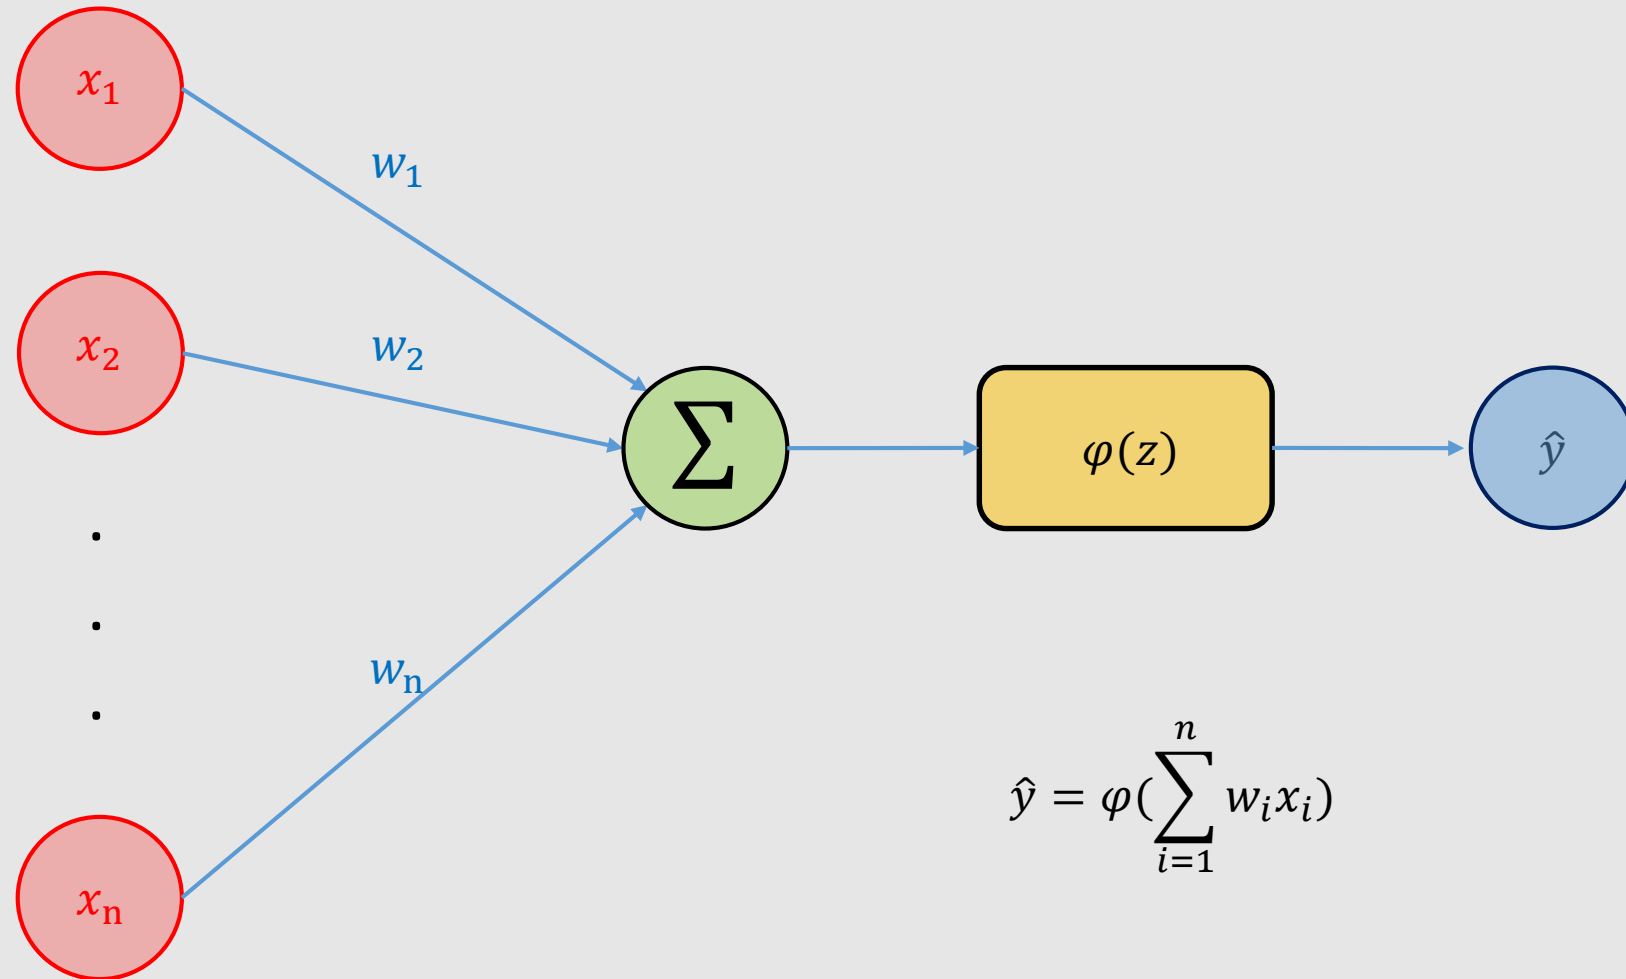 x₁
w₁
x₂
w₂
∑
φ(z)
ŷ
.
.
.
wₙ
ŷ = φ(∑ᵢ₌₁ⁿ wᵢxᵢ)
xₙ